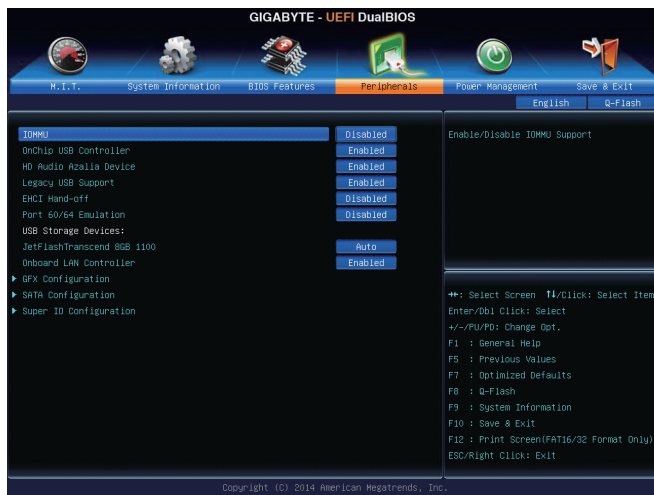 GIGABYTE - UEFI DualBIOS
M.I.T. System Information BIOS Features Peripherals Power Management Save & Exit
English Q-Flash
IOMMU Disabled
OnChip USB Controller Enabled
HD Audio Azalia Device Enabled
Legacy USB Support Enabled
EHCI Hand-off Disabled
Port 60/64 Emulation Disabled
USB Storage Devices:
JetFlashTranscend 8GB 1100 Auto
Onboard LAN Controller Enabled
GFX Configuration
SATA Configuration
Super IO Configuration
Enable/Disable IOMMU Support
→←: Select Screen ↑↓/Click: Select Item
Enter/Dbl Click: Select
+/-/PU/PD: Change Opt.
F1 : General Help
F5 : Previous Values
F7 : Optimized Defaults
F8 : Q-Flash
F9 : System Information
F10 : Save & Exit
F12 : Print Screen(FAT16/32 Format Only)
ESC/Right Click: Exit
Copyright (C) 2014 American Megatrends, Inc.